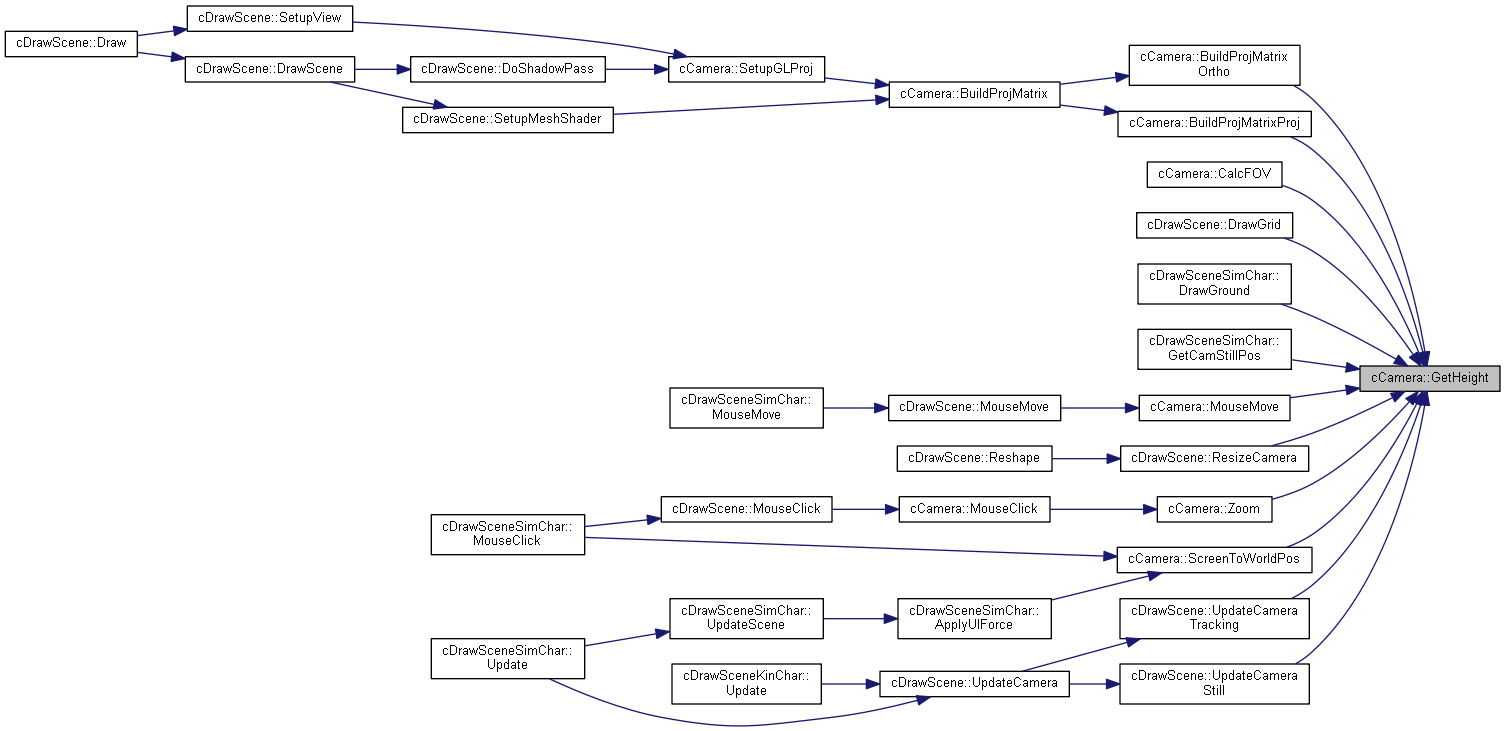 cDrawScene::Draw
cDrawScene::SetupView
cDrawScene::DrawScene
cDrawScene::DoShadowPass
cDrawScene::SetupMeshShader
cCamera::SetupGLProj
cCamera::BuildProjMatrix
cCamera::BuildProjMatrix
Ortho
cCamera::BuildProjMatrixProj
cCamera::CalcFOV
cDrawScene::DrawGrid
cDrawSceneSimChar::
DrawGround
cDrawSceneSimChar::
GetCamStillPos
cCamera::GetHeight
cDrawSceneSimChar::
MouseMove
cDrawScene::MouseMove
cCamera::MouseMove
cDrawScene::Reshape
cDrawScene::ResizeCamera
cDrawSceneSimChar::
MouseClick
cDrawScene::MouseClick
cCamera::MouseClick
cCamera::Zoom
cCamera::ScreenToWorldPos
cDrawSceneSimChar::
UpdateScene
cDrawSceneSimChar::
ApplyUIForce
cDrawScene::UpdateCamera
Tracking
cDrawSceneSimChar::
Update
cDrawSceneKinChar::
Update
cDrawScene::UpdateCamera
cDrawScene::UpdateCamera
Still